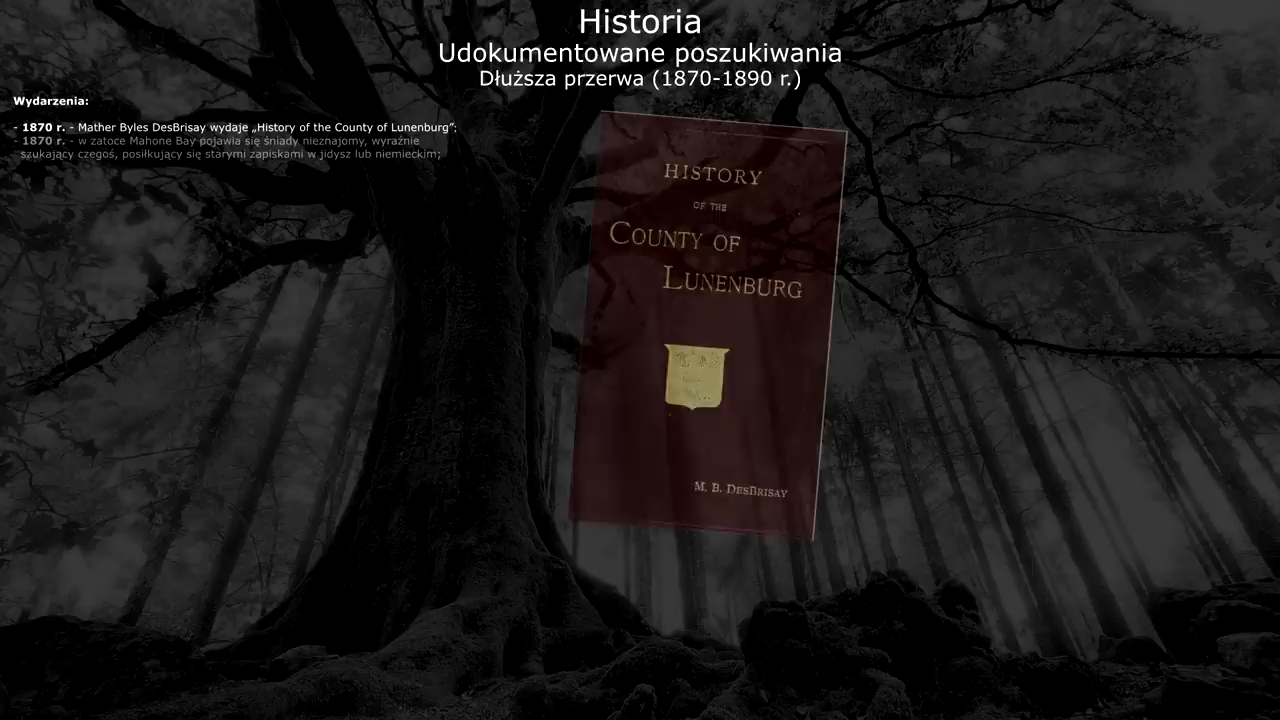 Historia
Udokumentowane poszukiwania
Dłuższa przerwa (1870-1890 r.)
Wydarzenia:
- 1870 r. - Mather Byles DesBrisay wydaje „History of the County of Lunenburg”;
- 1870 r. - w zatoce Mahone Bay pojawia się śniady nieznajomy, wyraźnie
szukający czegoś, posiłkujący się starymi zapiskami w jidysz lub niemieckim;
HISTORY
OF THE
COUNTY OF
LUNENBURG
M. B. DESBRISAY